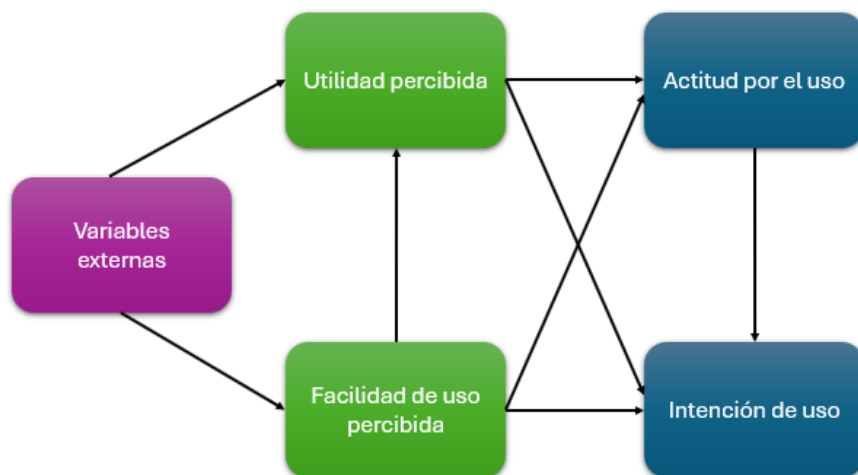 Utilidad percibida
Actitud por el uso
Variables
externas
Facilidad de uso
percibida
Intención de uso